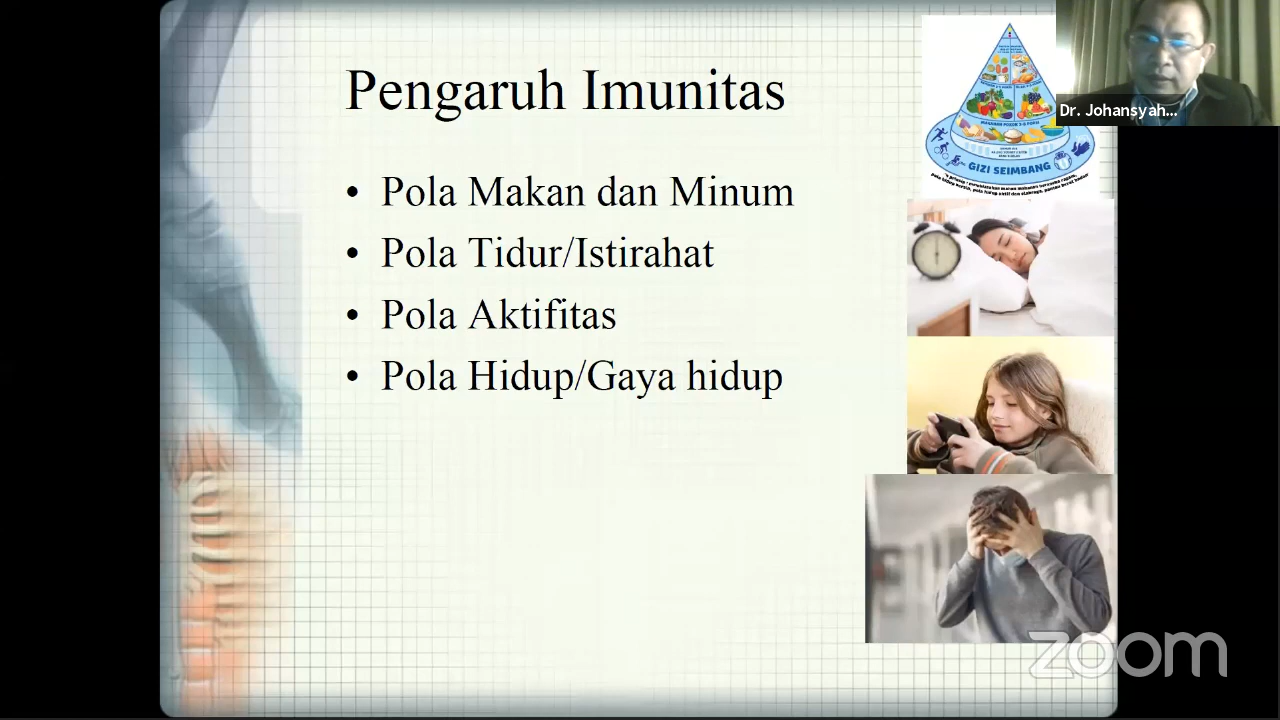 Pengaruh Imunitas
• Pola Makan dan Minum
• Pola Tidur/Istirahat
• Pola Aktifitas
• Pola Hidup/Gaya hidup
GIZI SEIMBANG
Dr. Johansyah...
zoom